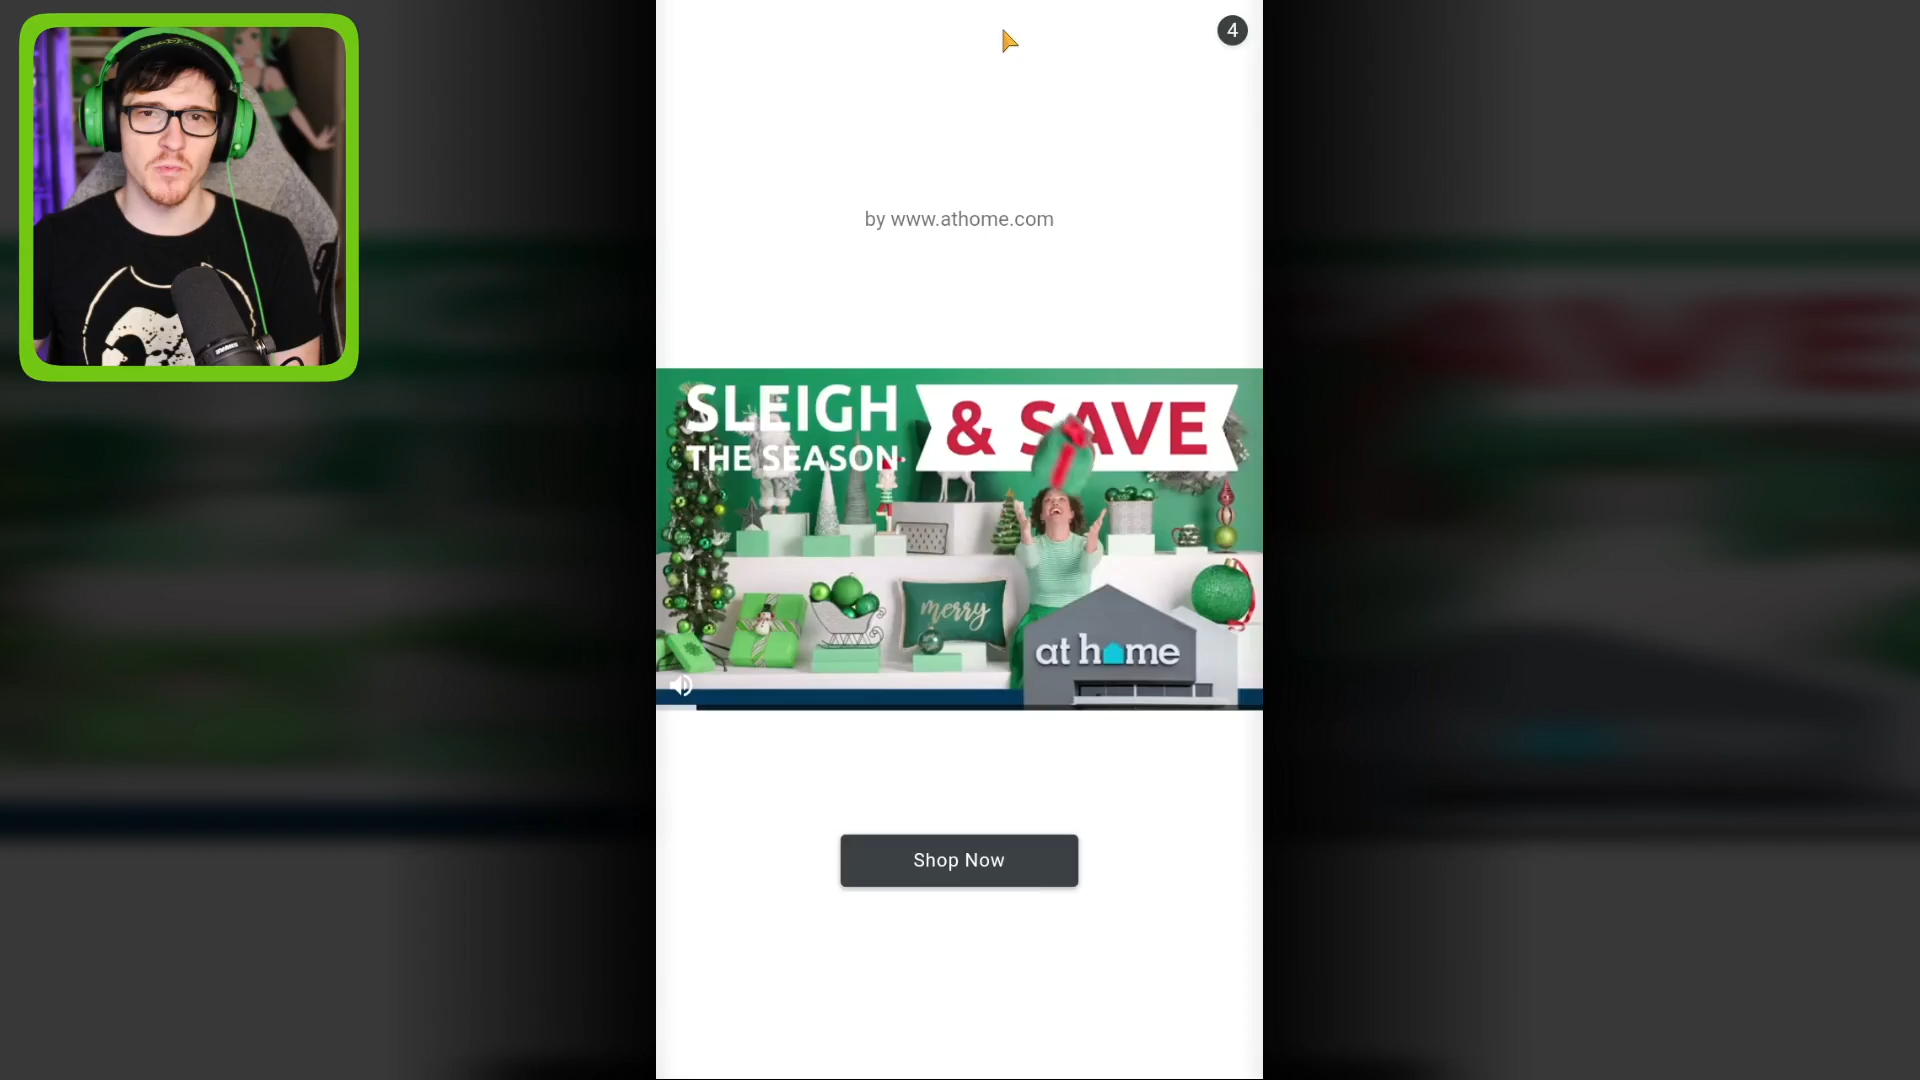 4
by www.athome.com
SLEIGH
THE SEASON
& SAVE
merry
at home
Shop Now